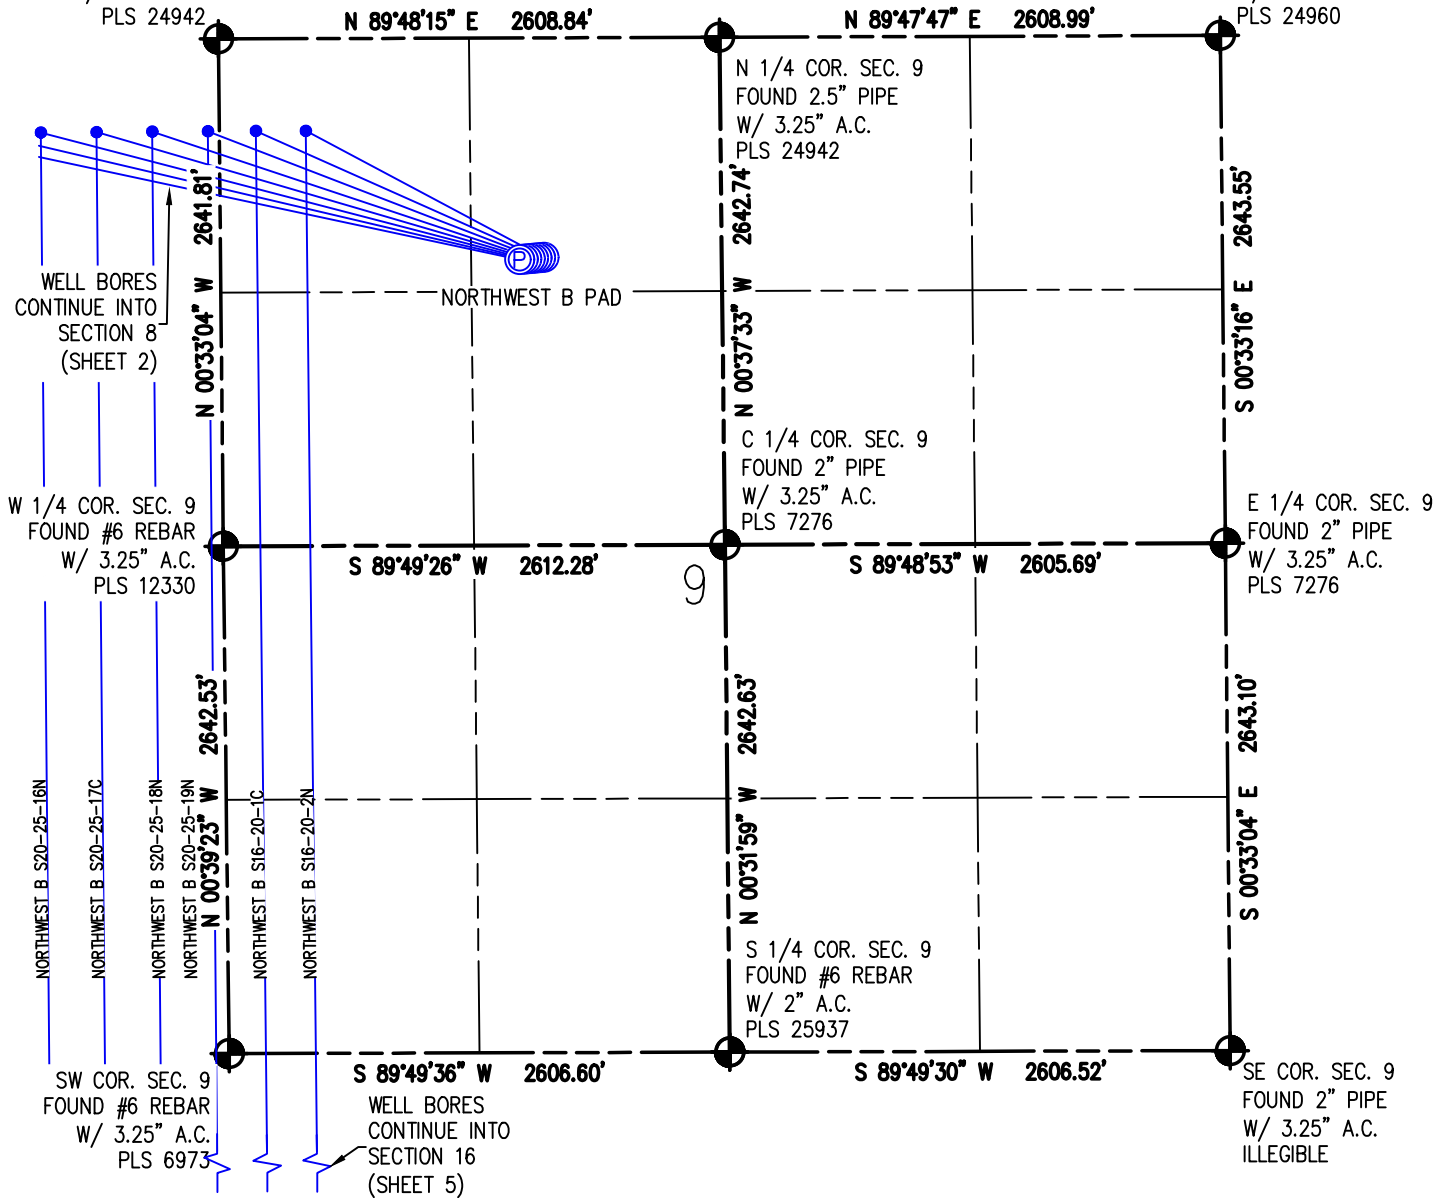 PLS 24942
N 89°48'15" E 2608.84'
N 89°47'47" E 2608.99'
PLS 24960
N 1/4 COR. SEC. 9
FOUND 2.5" PIPE
W/ 3.25" A.C.
PLS 24942
N 00°33'04" W 2641.81'
N 00°37'33" W 2642.74'
S 00°33'16" E 2643.55'
P
NORTHWEST B PAD
WELL BORES
CONTINUE INTO
SECTION 8
(SHEET 2)
C 1/4 COR. SEC. 9
FOUND 2" PIPE
W/ 3.25" A.C.
PLS 7276
W 1/4 COR. SEC. 9
FOUND #6 REBAR
W/ 3.25" A.C.
PLS 12330
E 1/4 COR. SEC. 9
FOUND 2" PIPE
W/ 3.25" A.C.
PLS 7276
S 89°49'26" W 2612.28'
S 89°48'53" W 2605.69'
9
N 00°39'23" W 2642.53'
N 00°31'59" W 2642.63'
S 00°33'04" E 2643.10'
NORTHWEST B S20-25-16N
NORTHWEST B S20-25-17C
NORTHWEST B S20-25-18N
NORTHWEST B S20-25-19N
NORTHWEST B S16-20-1C
NORTHWEST B S16-20-2N
S 1/4 COR. SEC. 9
FOUND #6 REBAR
W/ 2" A.C.
PLS 25937
S 89°49'36" W 2606.60'
S 89°49'30" W 2606.52'
SW COR. SEC. 9
FOUND #6 REBAR
W/ 3.25" A.C.
PLS 6973
WELL BORES
CONTINUE INTO
SECTION 16
(SHEET 5)
SE COR. SEC. 9
FOUND 2" PIPE
W/ 3.25" A.C.
ILLEGIBLE